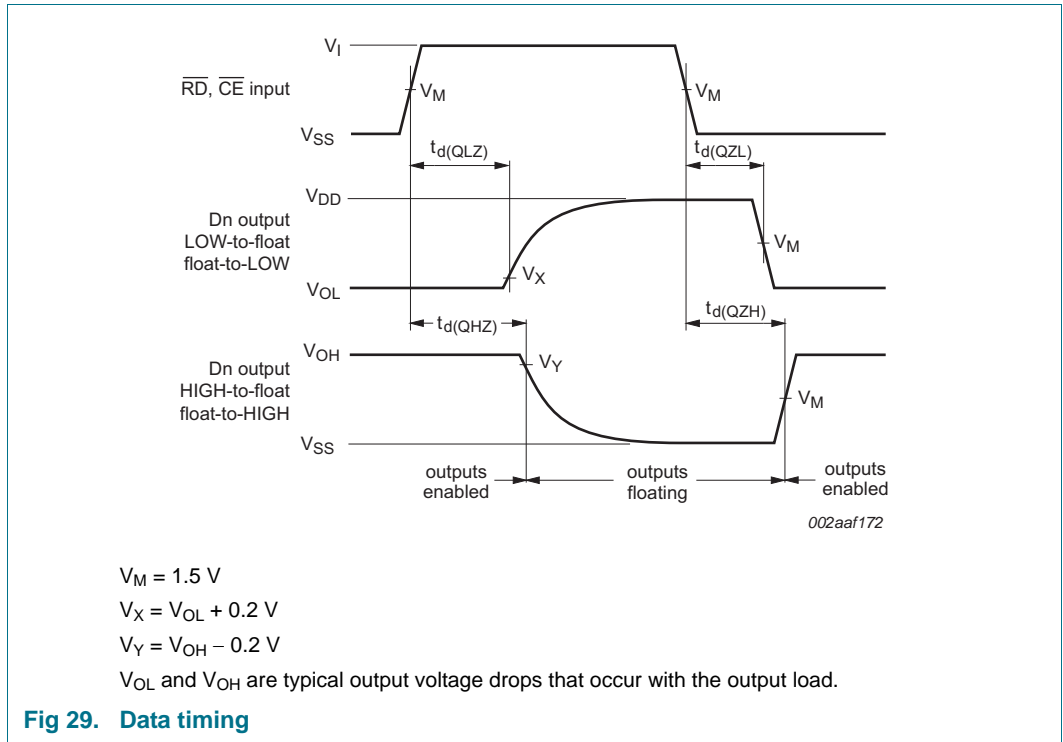 V_I
R̅D̅, C̅E̅ input
V_M
V_M
V_SS
t_d(QLZ)
t_d(QZL)
V_DD
Dn output
LOW-to-float
float-to-LOW
V_M
V_X
V_OL
t_d(QHZ)
t_d(QZH)
V_OH
V_Y
Dn output
HIGH-to-float
float-to-HIGH
V_M
V_SS
outputs
enabled
outputs
floating
outputs
enabled
002aaf172
V_M = 1.5 V
V_X = V_OL + 0.2 V
V_Y = V_OH − 0.2 V
V_OL and V_OH are typical output voltage drops that occur with the output load.
Fig 29. Data timing